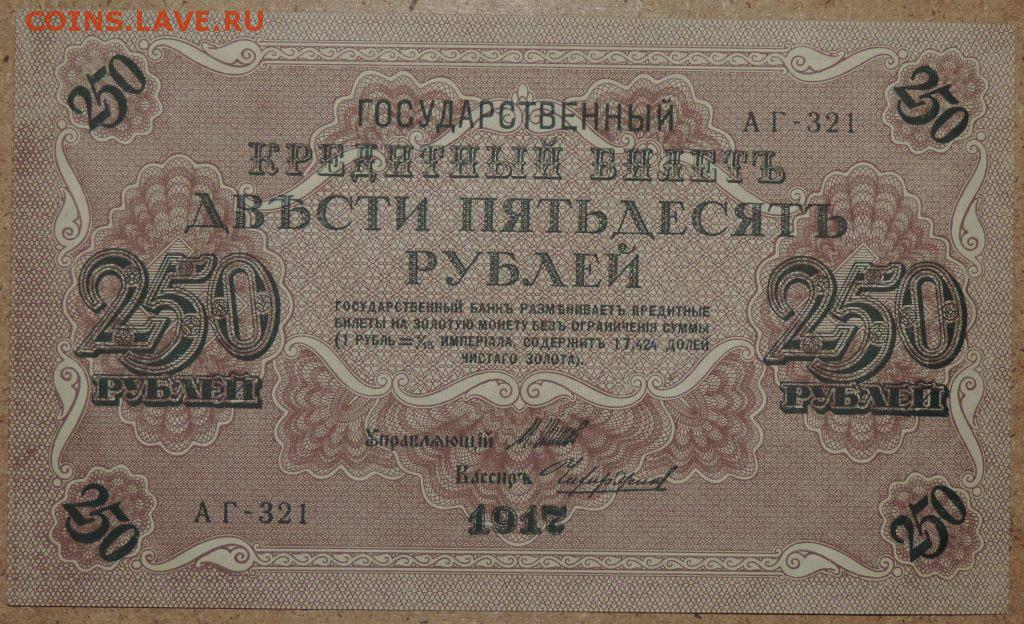 COINS.LAVE.RU
250
250
ГОСУДАРСТВЕННЫЙ
АГ-321
КРЕДИТНЫЙ БИЛЕТЪ
ДВѢСТИ ПЯТЬДЕСЯТЪ
РУБЛЕЙ
250
РУБЛЕЙ
250
РУБЛЕЙ
ГОСУДАРСТВЕННЫЙ БАНКЪ РАЗМѢНИВАЕТЪ КРЕДИТНЫЕ
БИЛЕТЫ НА ЗОЛОТУЮ МОНЕТУ БЕЗЪ ОГРАНИЧЕНІЯ СУММЫ
(1 РУБЛЬ = 1/15 ИМПЕРІАЛА, СОДЕРЖИТЪ 17,424 ДОЛЕЙ
ЧИСТАГО ЗОЛОТА).
Управляющій
Кассиръ
АГ-321
1917
250
250